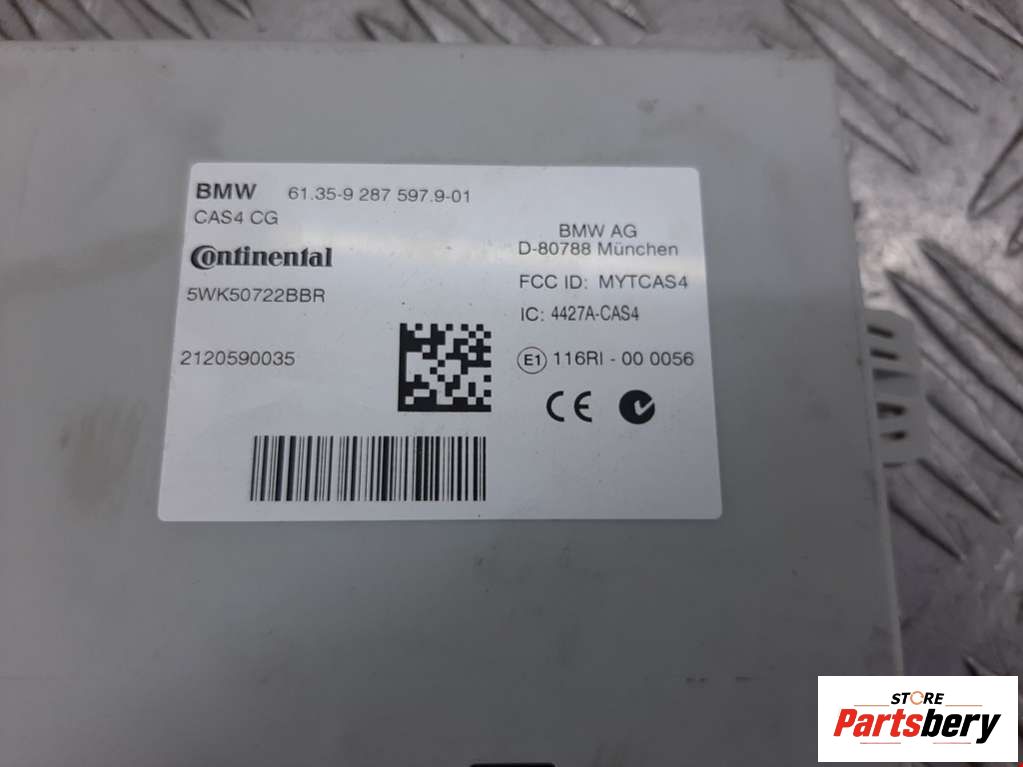 BMW 61.35-9 287 597.9-01
CAS4 CG
Continental
5WK50722BBR
2120590035
BMW AG
D-80788 München
FCC ID: MYTCAS4
IC: 4427A-CAS4
E1 116RI - 00 0056
CE
STORE
Partsbery